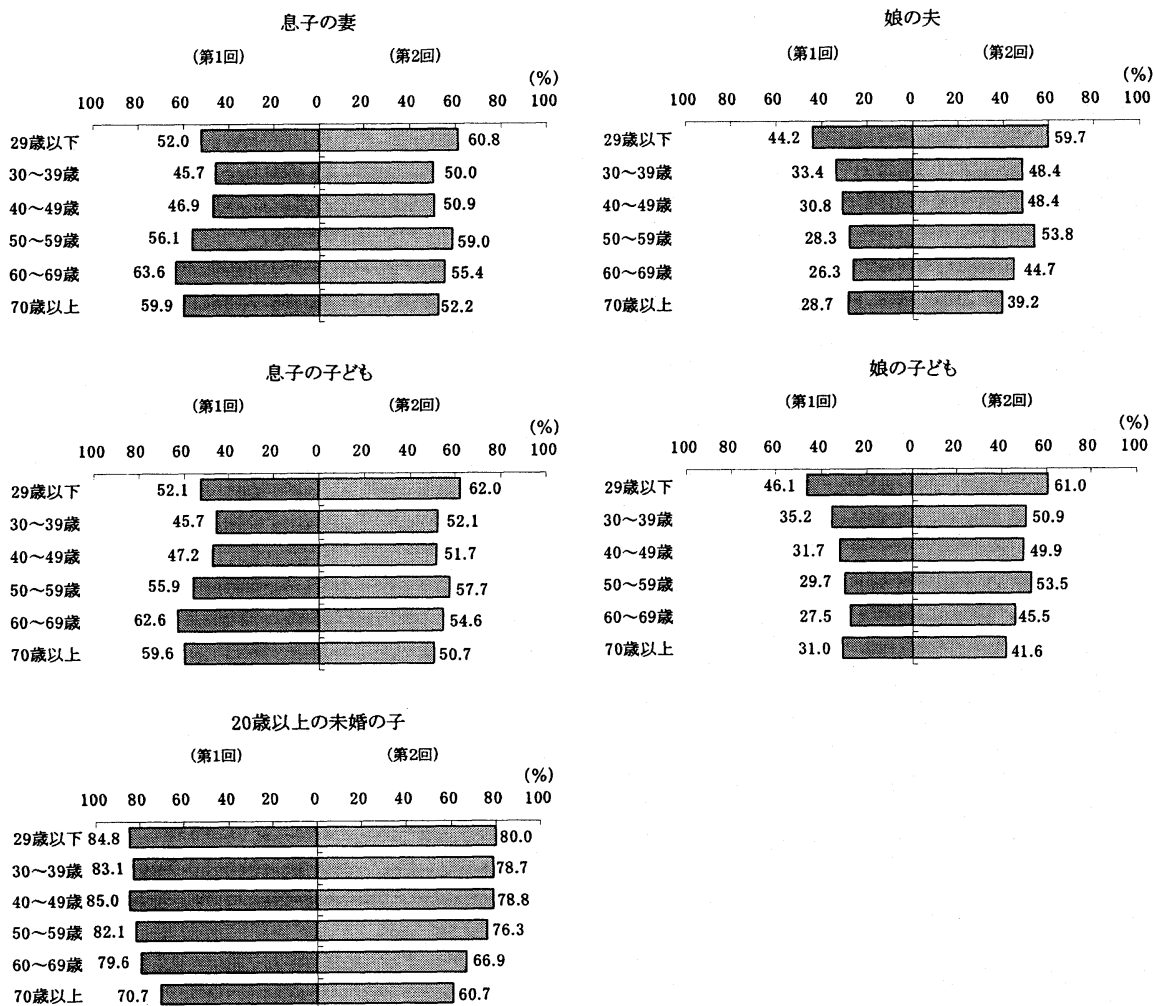 息子の妻
(第1回) (第2回)
(%)
100 80 60 40 20 0 20 40 60 80 100
29歳以下 52.0 60.8
30～39歳 45.7 50.0
40～49歳 46.9 50.9
50～59歳 56.1 59.0
60～69歳 63.6 55.4
70歳以上 59.9 52.2
娘の夫
(第1回) (第2回)
(%)
100 80 60 40 20 0 20 40 60 80 100
29歳以下 44.2 59.7
30～39歳 33.4 48.4
40～49歳 30.8 48.4
50～59歳 28.3 53.8
60～69歳 26.3 44.7
70歳以上 28.7 39.2
息子の子ども
(第1回) (第2回)
(%)
100 80 60 40 20 0 20 40 60 80 100
29歳以下 52.1 62.0
30～39歳 45.7 52.1
40～49歳 47.2 51.7
50～59歳 55.9 57.7
60～69歳 62.6 54.6
70歳以上 59.6 50.7
娘の子ども
(第1回) (第2回)
(%)
100 80 60 40 20 0 20 40 60 80 100
29歳以下 46.1 61.0
30～39歳 35.2 50.9
40～49歳 31.7 49.9
50～59歳 29.7 53.5
60～69歳 27.5 45.5
70歳以上 31.0 41.6
20歳以上の未婚の子
(第1回) (第2回)
(%)
100 80 60 40 20 0 20 40 60 80 100
29歳以下 84.8 80.0
30～39歳 83.1 78.7
40～49歳 85.0 78.8
50～59歳 82.1 76.3
60～69歳 79.6 66.9
70歳以上 70.7 60.7